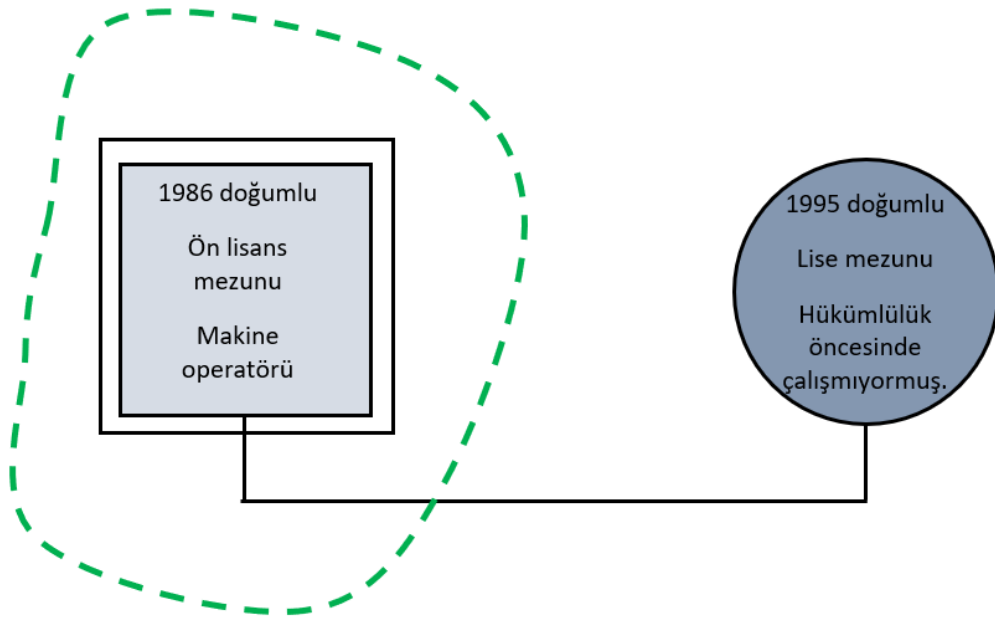 1986 doğumlu
Ön lisans
mezunu
Makine
operatörü
1995 doğumlu
Lise mezunu
Hükümlülük
öncesinde
çalışmıyormuş.